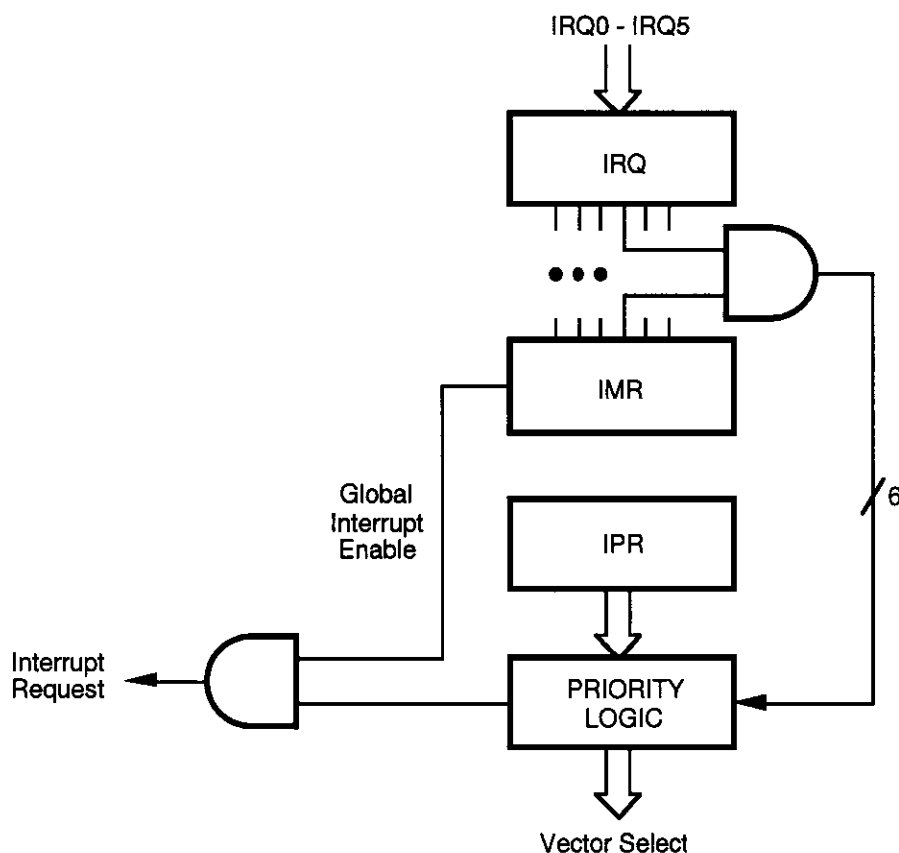 IRQ0 - IRQ5
IRQ
IMR
6
Global
Interrupt
Enable
IPR
Interrupt
Request
PRIORITY
LOGIC
Vector Select